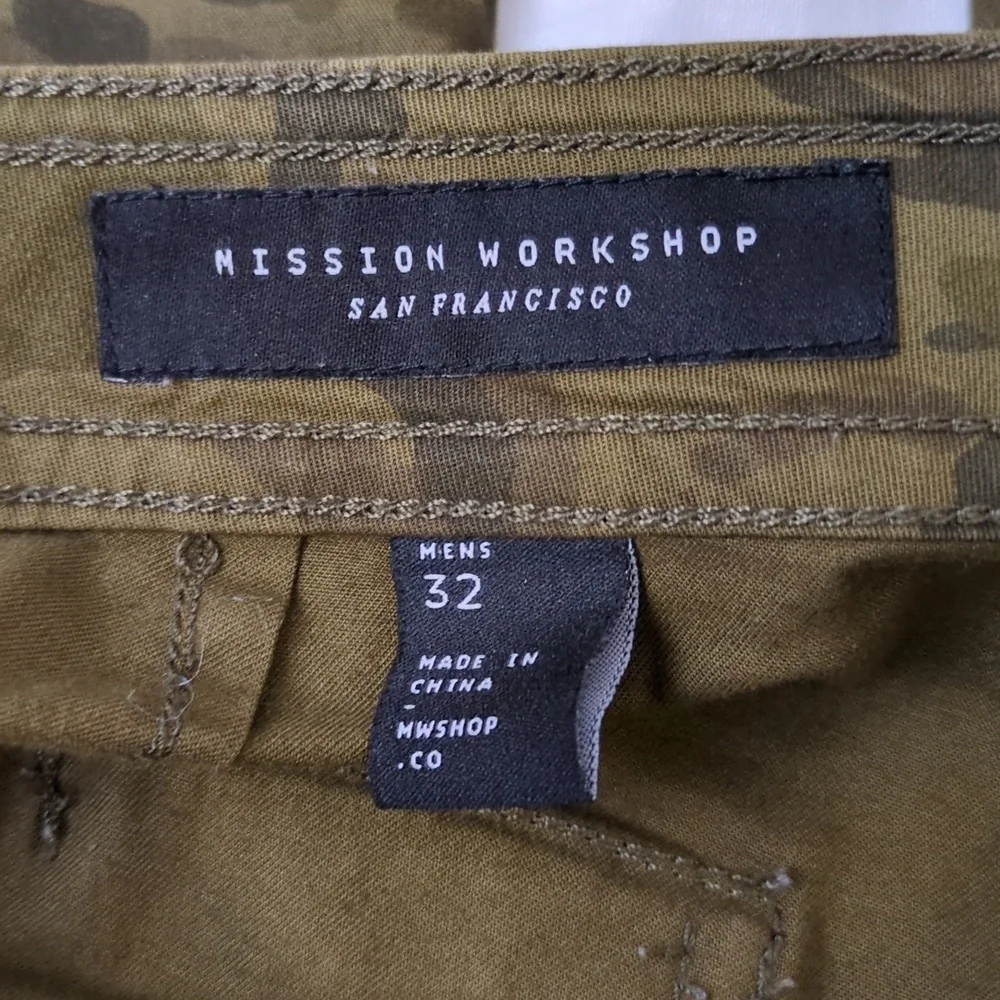 MISSION WORKSHOP
SAN FRANCISCO
MENS
32
MADE IN
CHINA
-
MWSHOP
.CO